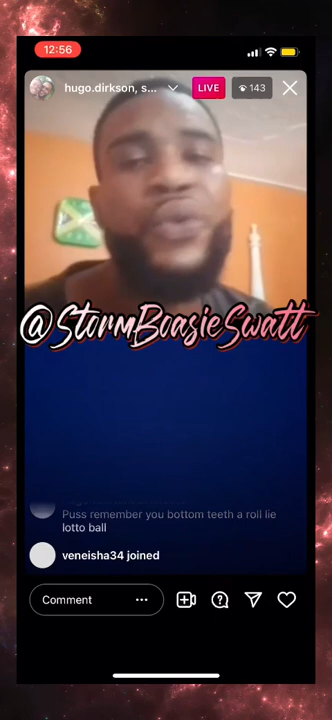 12:56
hugo.dirkson, s...
LIVE
143
@StormBoasieSwatt
Puss remember you bottom teeth a roll lie
lotto ball
veneisha34 joined
Comment